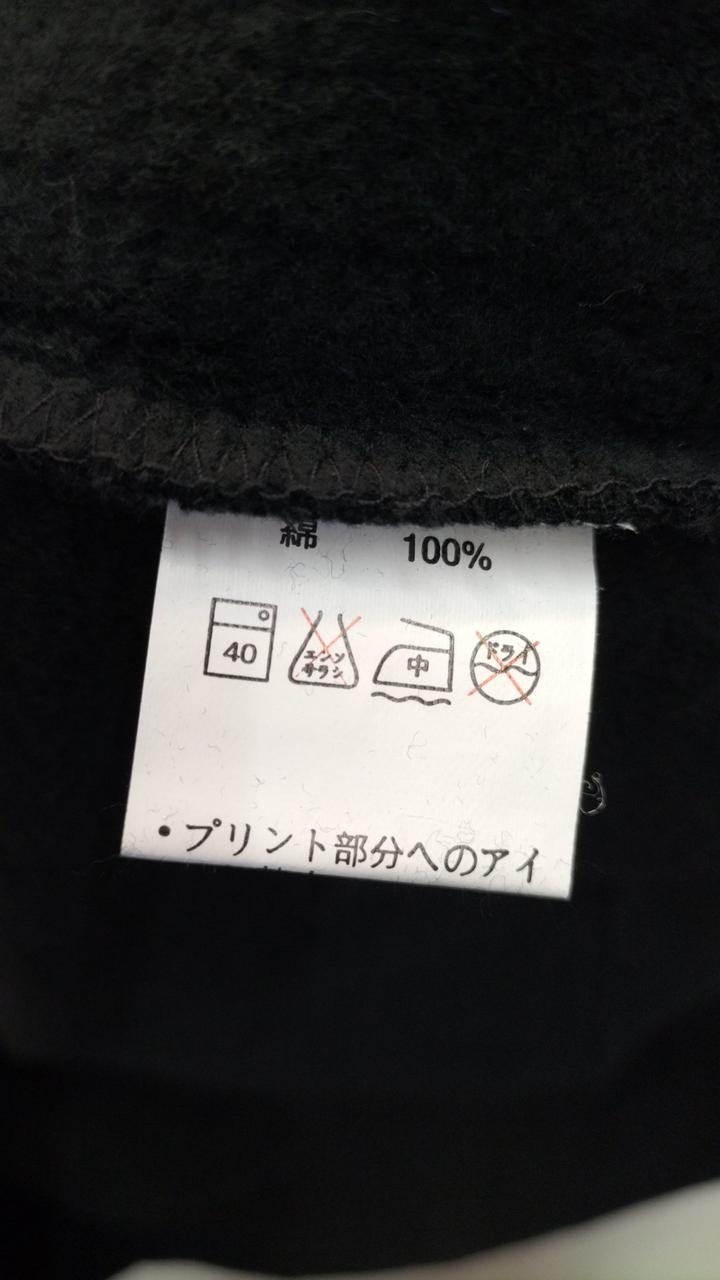 綿 100%
40 エンソサラシ 中 ドライ
・プリント部分へのアイ